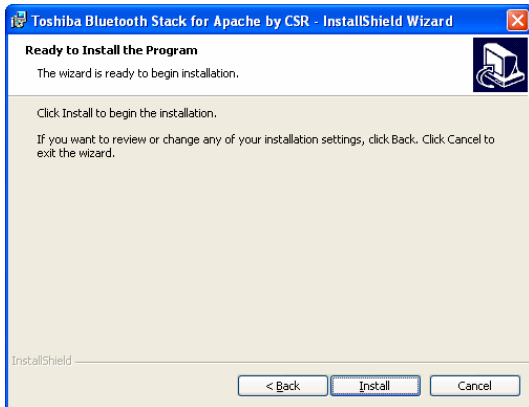 Toshiba Bluetooth Stack for Apache by CSR - InstallShield Wizard
Ready to Install the Program
The wizard is ready to begin installation.
Click Install to begin the installation.
If you want to review or change any of your installation settings, click Back. Click Cancel to
exit the wizard.
InstallShield
< Back Install Cancel